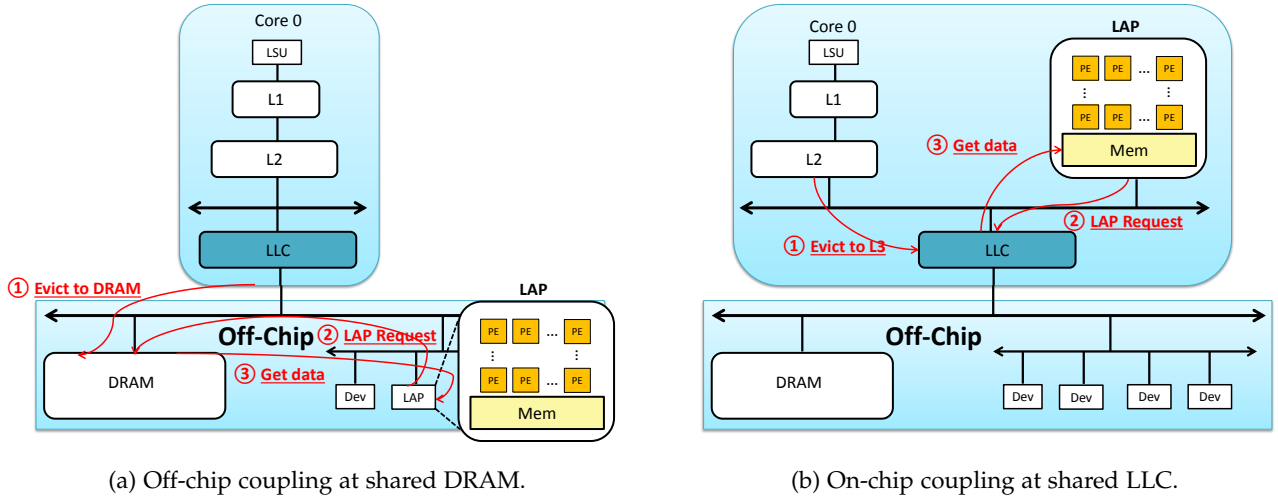 Core 0
LSU
L1
L2
LLC
① Evict to DRAM
LAP
Off-Chip
② LAP Request
③ Get data
DRAM
Dev
LAP
PE PE ... PE
⋮ ⋮
PE PE ... PE
Mem
(a) Off-chip coupling at shared DRAM.
Core 0
LSU
L1
L2
LAP
PE PE ... PE
⋮ ⋮
PE PE ... PE
Mem
③ Get data
② LAP Request
① Evict to L3
LLC
Off-Chip
DRAM
Dev Dev Dev Dev
(b) On-chip coupling at shared LLC.